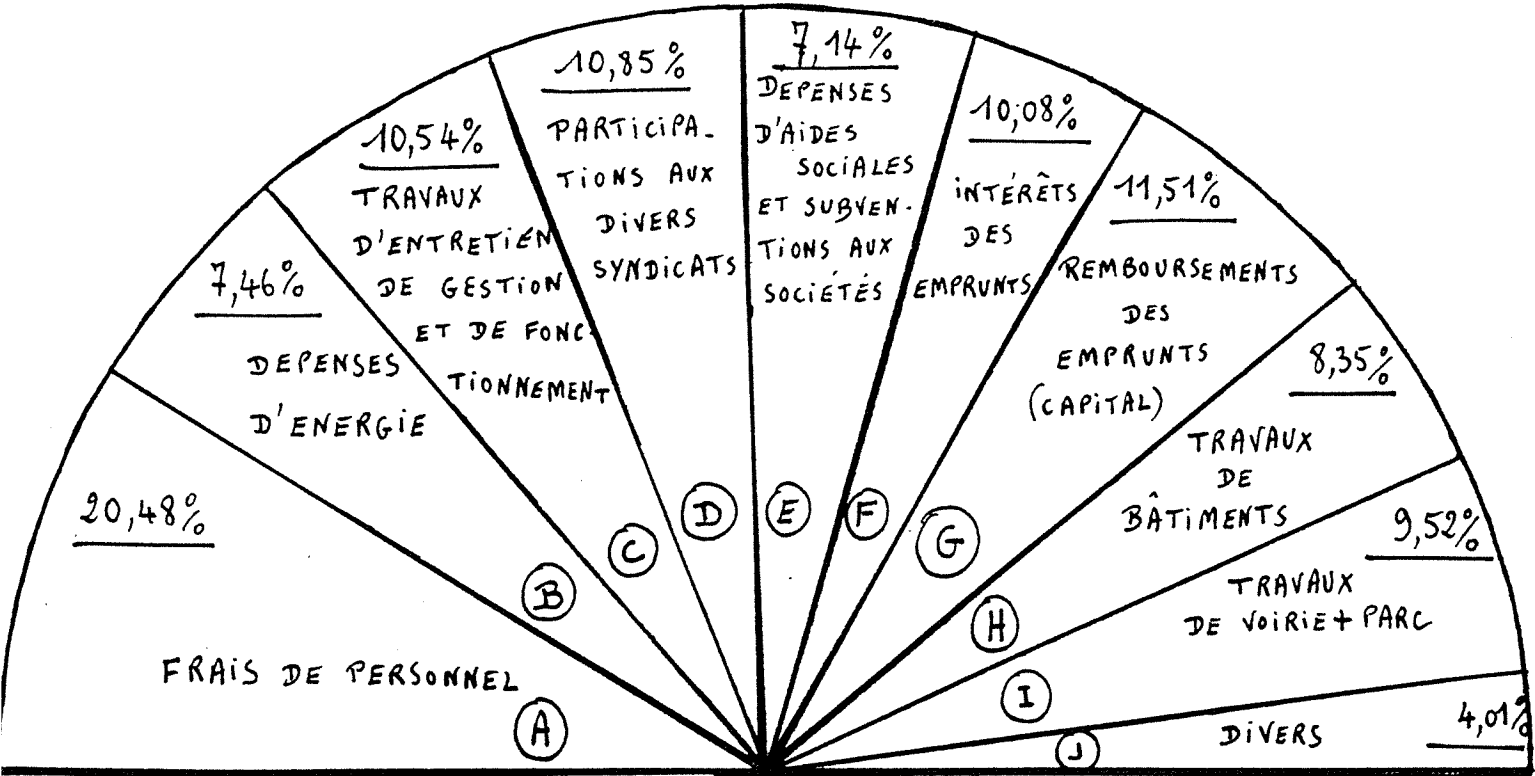 20,48%
FRAIS DE PERSONNEL
A
7,46%
DEPENSES
D'ENERGIE
B
10,54%
TRAVAUX
D'ENTRETIEN
DE GESTION
ET DE FONC-
TIONNEMENT
C
10,85%
PARTICIPA-
TIONS AUX
DIVERS
SYNDICATS
D
7,14%
DEPENSES
D'AIDES
SOCIALES
ET SUBVEN-
TIONS AUX
SOCIÉTÉS
E
10,08%
INTÉRÊTS
DES
EMPRUNTS
F
11,51%
REMBOURSEMENTS
DES
EMPRUNTS
(CAPITAL)
G
8,35%
TRAVAUX
DE
BÂTIMENTS
H
9,52%
TRAVAUX
DE VOIRIE + PARC
I
4,01%
DIVERS
J